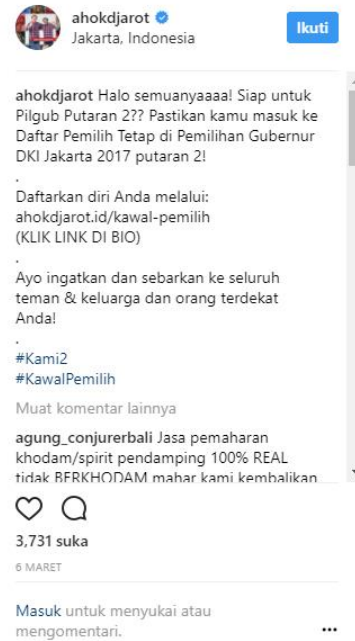 ahokdjarot
Jakarta, Indonesia
Ikuti
ahokdjarot Halo semuanyaaaa! Siap untuk
Pilgub Putaran 2?? Pastikan kamu masuk ke
Daftar Pemilih Tetap di Pemilihan Gubernur
DKI Jakarta 2017 putaran 2!
.
Daftarkan diri Anda melalui:
ahokdjarot.id/kawal-pemilih
(KLIK LINK DI BIO)
.
Ayo ingatkan dan sebarkan ke seluruh
teman & keluarga dan orang terdekat
Anda!
.
#Kami2
#KawalPemilih
Muat komentar lainnya
agung_conjurerbali Jasa pemaharan
khodam/spirit pendamping 100% REAL
tidak BERKHODAM mahar kami kembalikan
3,731 suka
6 MARET
Masuk untuk menyukai atau
mengomentari.